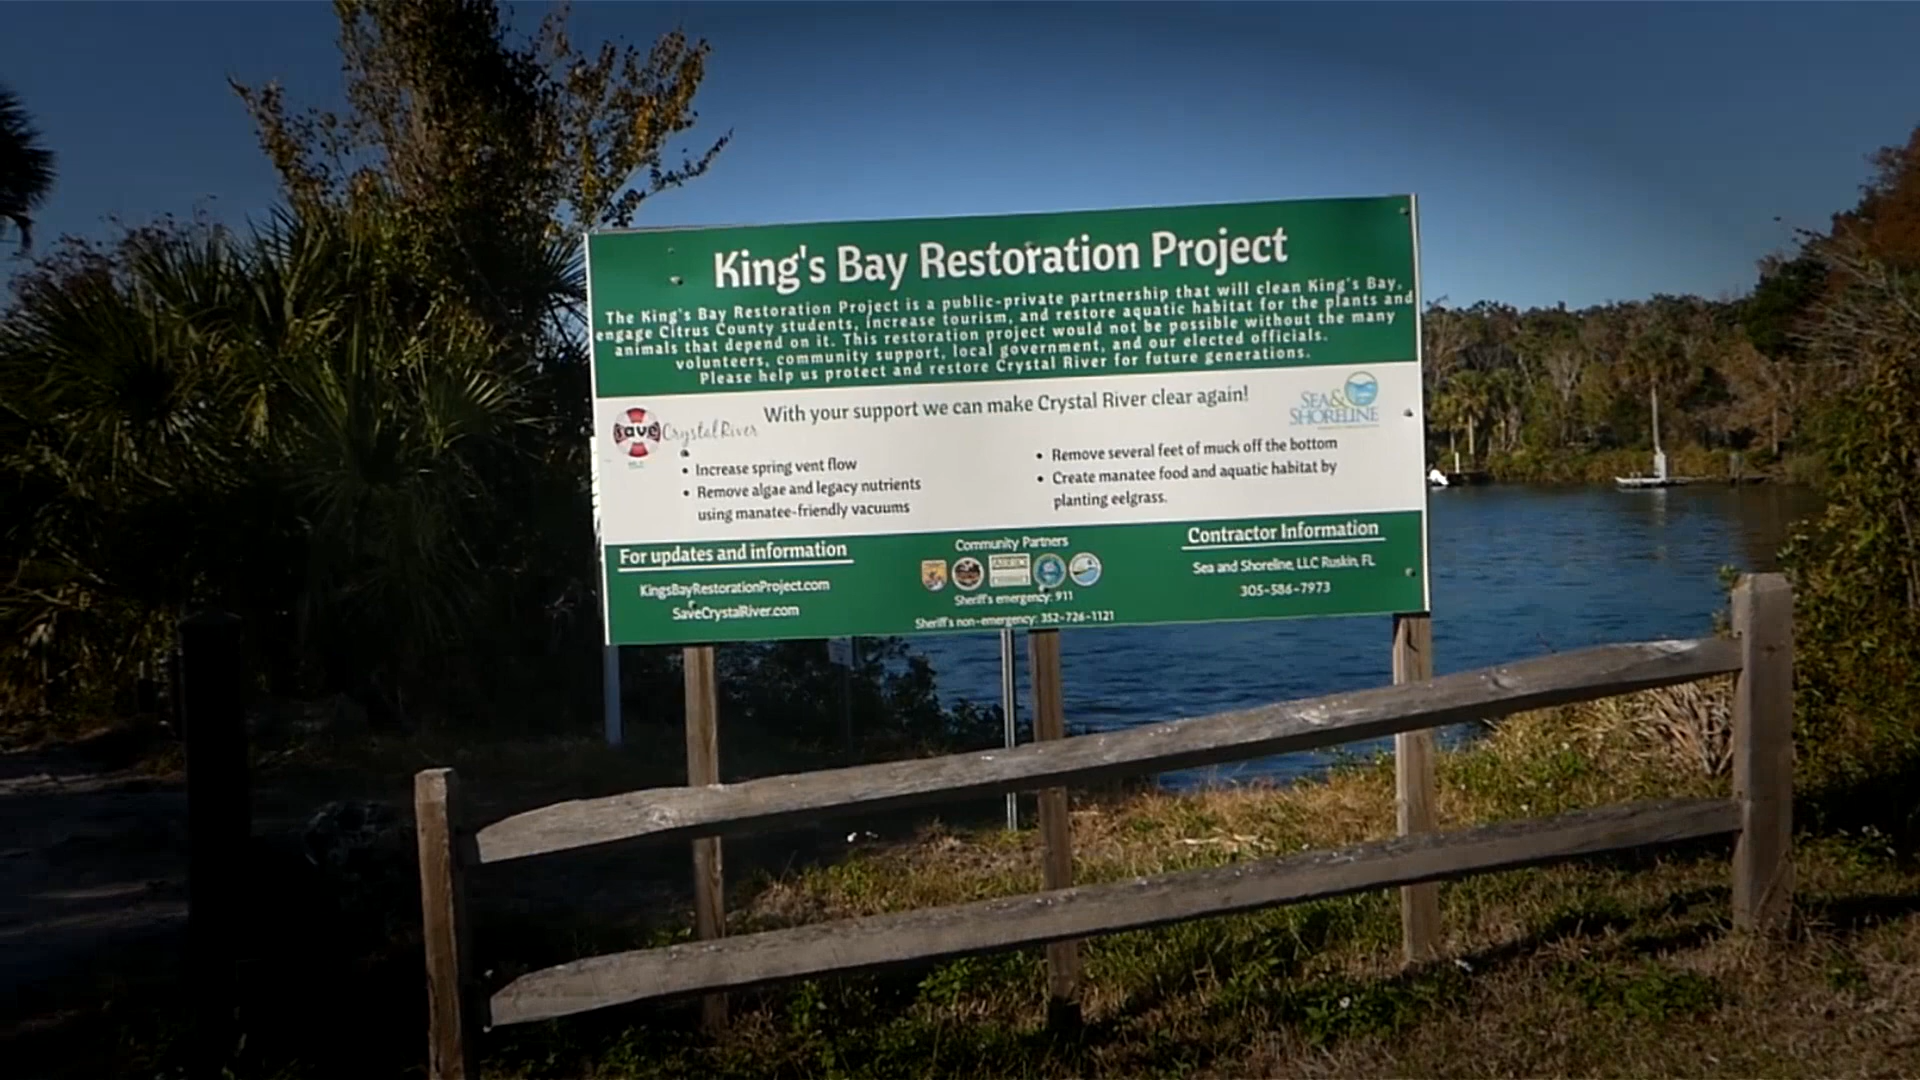 King's Bay Restoration Project
The King's Bay Restoration Project is a public-private partnership that will clean King's Bay,
engage Citrus County students, increase tourism, and restore aquatic habitat for the plants and
animals that depend on it. This restoration project would not be possible without the many
volunteers, community support, local government, and our elected officials.
Please help us protect and restore Crystal River for future generations.
With your support we can make Crystal River clear again!
Save Crystal River
SEA &
SHORELINE
• Increase spring vent flow
• Remove algae and legacy nutrients
using manatee-friendly vacuums
• Remove several feet of muck off the bottom
• Create manatee food and aquatic habitat by
planting eelgrass.
For updates and information
KingsBayRestorationProject.com
SaveCrystalRiver.com
Community Partners
Sheriff's emergency: 911
Sheriff's non-emergency: 352-726-1121
Contractor Information
Sea and Shoreline, LLC Ruskin, FL
305-586-7973